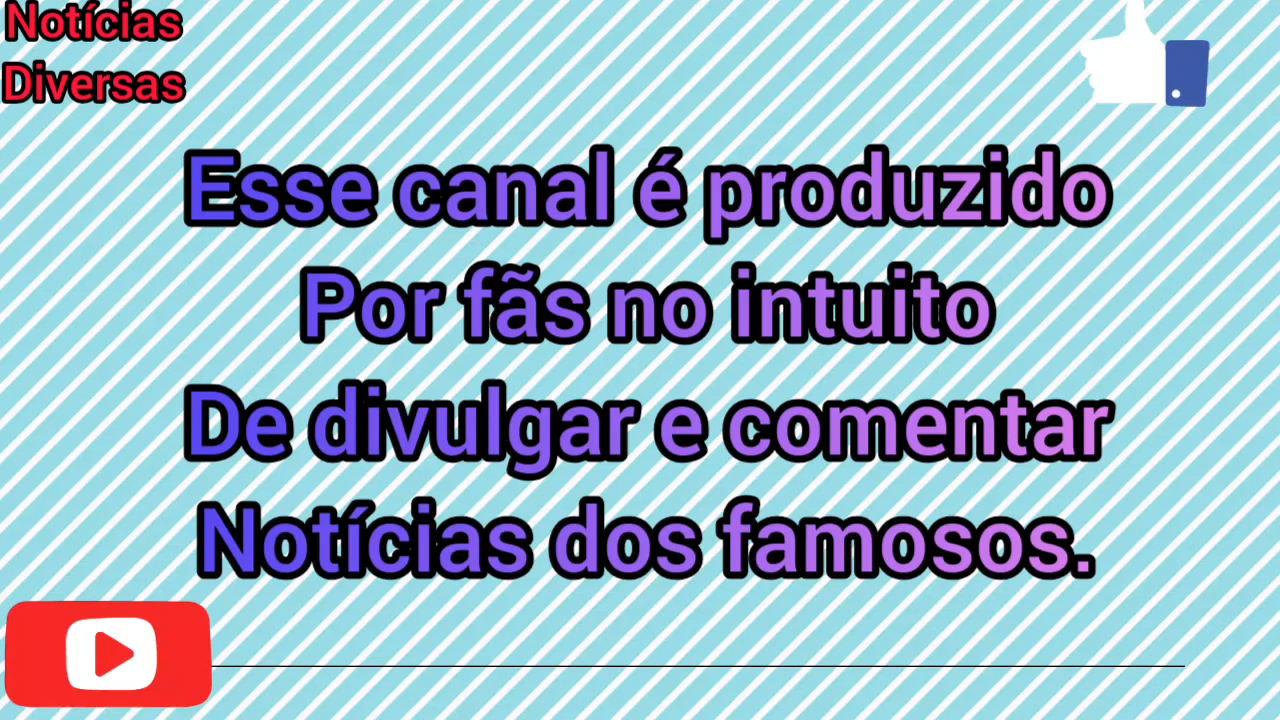 Notícias
Diversas
Esse canal é produzido
Por fãs no intuito
De divulgar e comentar
Notícias dos famosos.